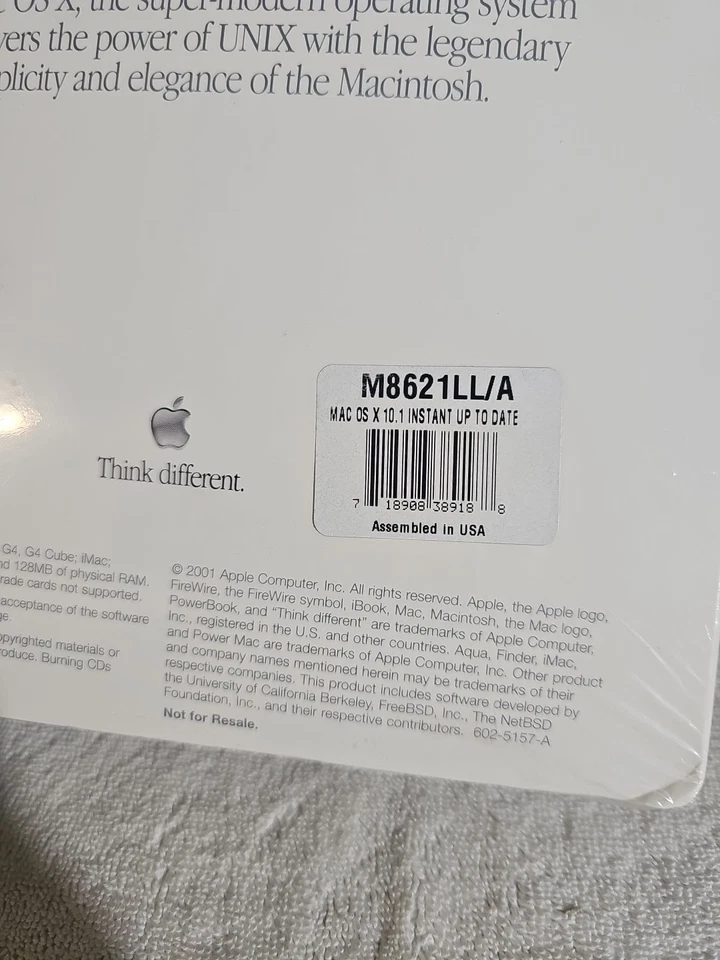 OS X, the super-modern operating system
vers the power of UNIX with the legendary
plicity and elegance of the Macintosh.
M8621LL/A
MAC OS X 10.1 INSTANT UP TO DATE
7 18908 38918 8
Assembled in USA
Think different.
G4, G4 Cube; iMac;
nd 128MB of physical RAM.
rade cards not supported.
acceptance of the software
ge.
opyrighted materials or
roduce. Burning CDs
© 2001 Apple Computer, Inc. All rights reserved. Apple, the Apple logo,
FireWire, the FireWire symbol, iBook, Mac, Macintosh, the Mac logo,
PowerBook, and “Think different” are trademarks of Apple Computer,
Inc., registered in the U.S. and other countries. Aqua, Finder, iMac,
and Power Mac are trademarks of Apple Computer, Inc. Other product
and company names mentioned herein may be trademarks of their
respective companies. This product includes software developed by
the University of California Berkeley, FreeBSD, Inc., The NetBSD
Foundation, Inc., and their respective contributors. 602-5157-A
Not for Resale.